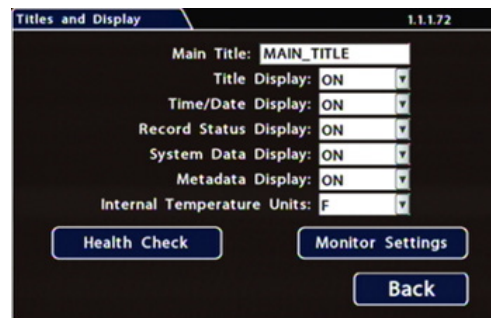 Titles and Display 1.1.1.72
Main Title: MAIN_TITLE
Title Display: ON
Time/Date Display: ON
Record Status Display: ON
System Data Display: ON
Metadata Display: ON
Internal Temperature Units: F
Health Check Monitor Settings
Back